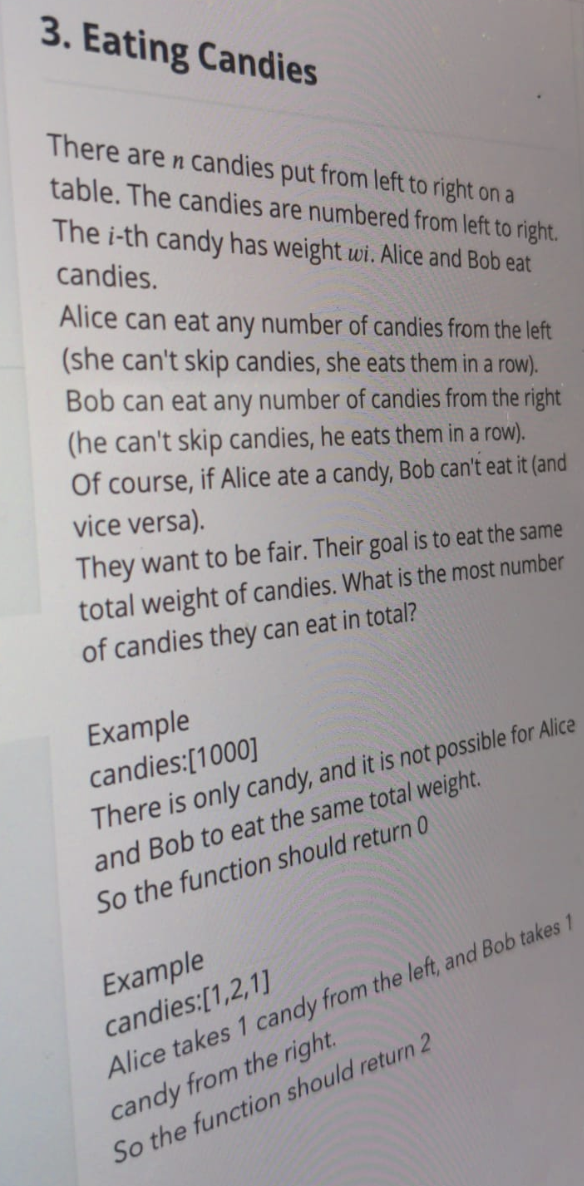 3. Eating Candies
There are n candies put from left to right on a
table. The candies are numbered from left to right.
The i-th candy has weight wi. Alice and Bob eat
candies.
Alice can eat any number of candies from the left
(she can't skip candies, she eats them in a row).
Bob can eat any number of candies from the right
(he can't skip candies, he eats them in a row).
Of course, if Alice ate a candy, Bob can't eat it (and
vice versa).
They want to be fair. Their goal is to eat the same
total weight of candies. What is the most number
of candies they can eat in total?
Example
candies:[1000]
There is only candy, and it is not possible for Alice
and Bob to eat the same total weight.
So the function should return 0
Example
candies:[1,2,1]
Alice takes 1 candy from the left, and Bob takes 1
candy from the right.
So the function should return 2